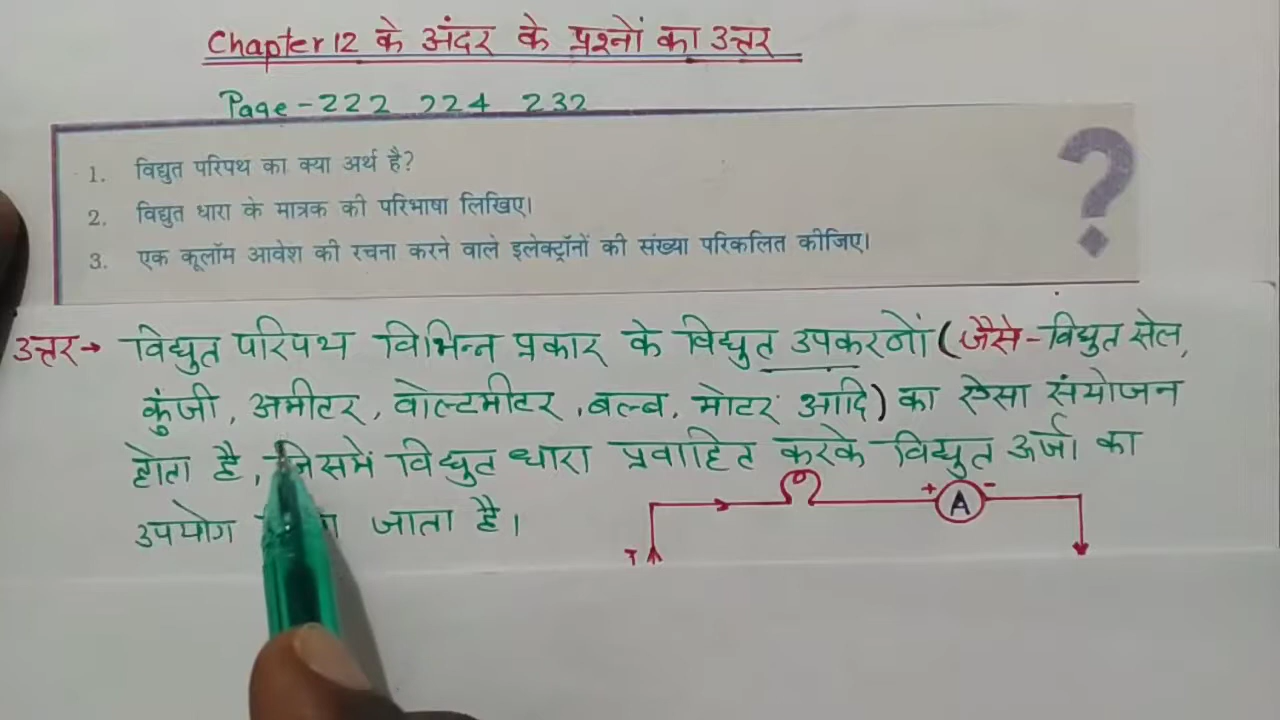 Chapter 12 के अंदर के प्रश्नों का उत्तर
Page - 222 224 232
1. विद्युत परिपथ का क्या अर्थ है?
2. विद्युत धारा के मात्रक की परिभाषा लिखिए।
3. एक कूलॉम आवेश की रचना करने वाले इलेक्ट्रॉनों की संख्या परिकलित कीजिए।
?
उत्तर → विद्युत परिपथ विभिन्न प्रकार के विद्युत उपकरनों (जैसे - विद्युत सेल,
कुंजी, अमीटर, वोल्टमीटर, बल्ब, मोटर आदि) का ऐसा संयोजन
होता है, जिसमें विद्युत धारा प्रवाहित करके विद्युत ऊर्जा का
उपयोग जाता है।
+ A -